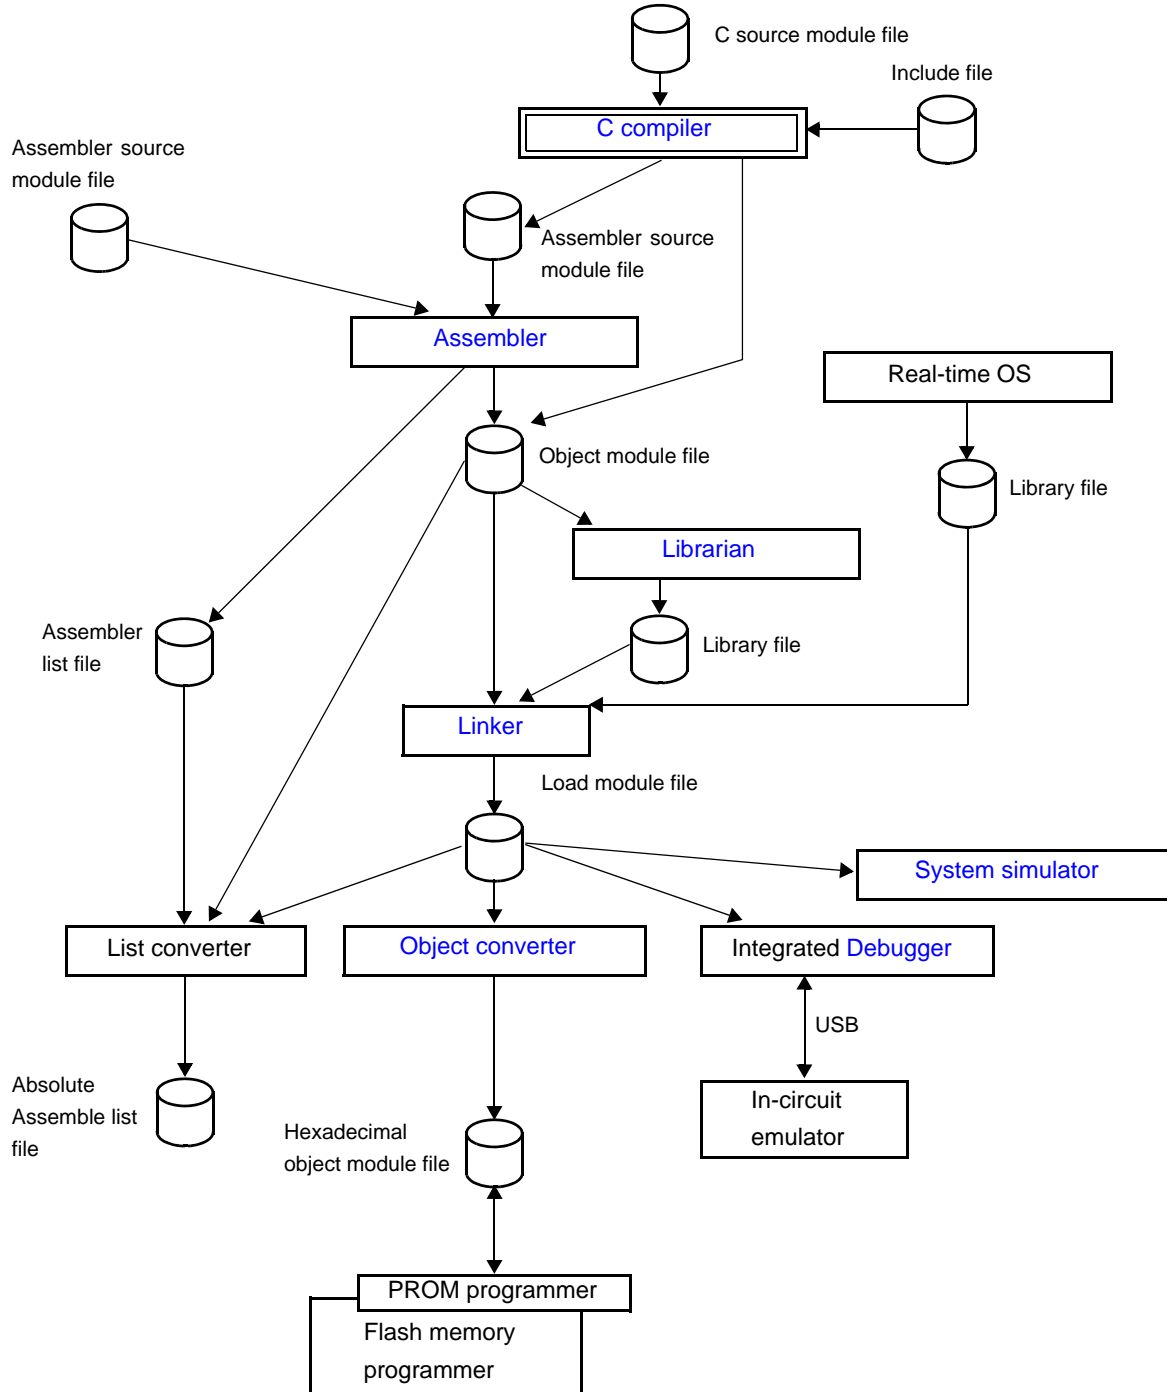 C source module file
Include file
C compiler
Assembler source
module file
Assembler source
module file
Assembler
Real-time OS
Object module file
Library file
Librarian
Assembler
list file
Library file
Linker
Load module file
System simulator
List converter
Object converter
Integrated Debugger
USB
Absolute
Assemble list
file
In-circuit
emulator
Hexadecimal
object module file
PROM programmer
Flash memory
programmer